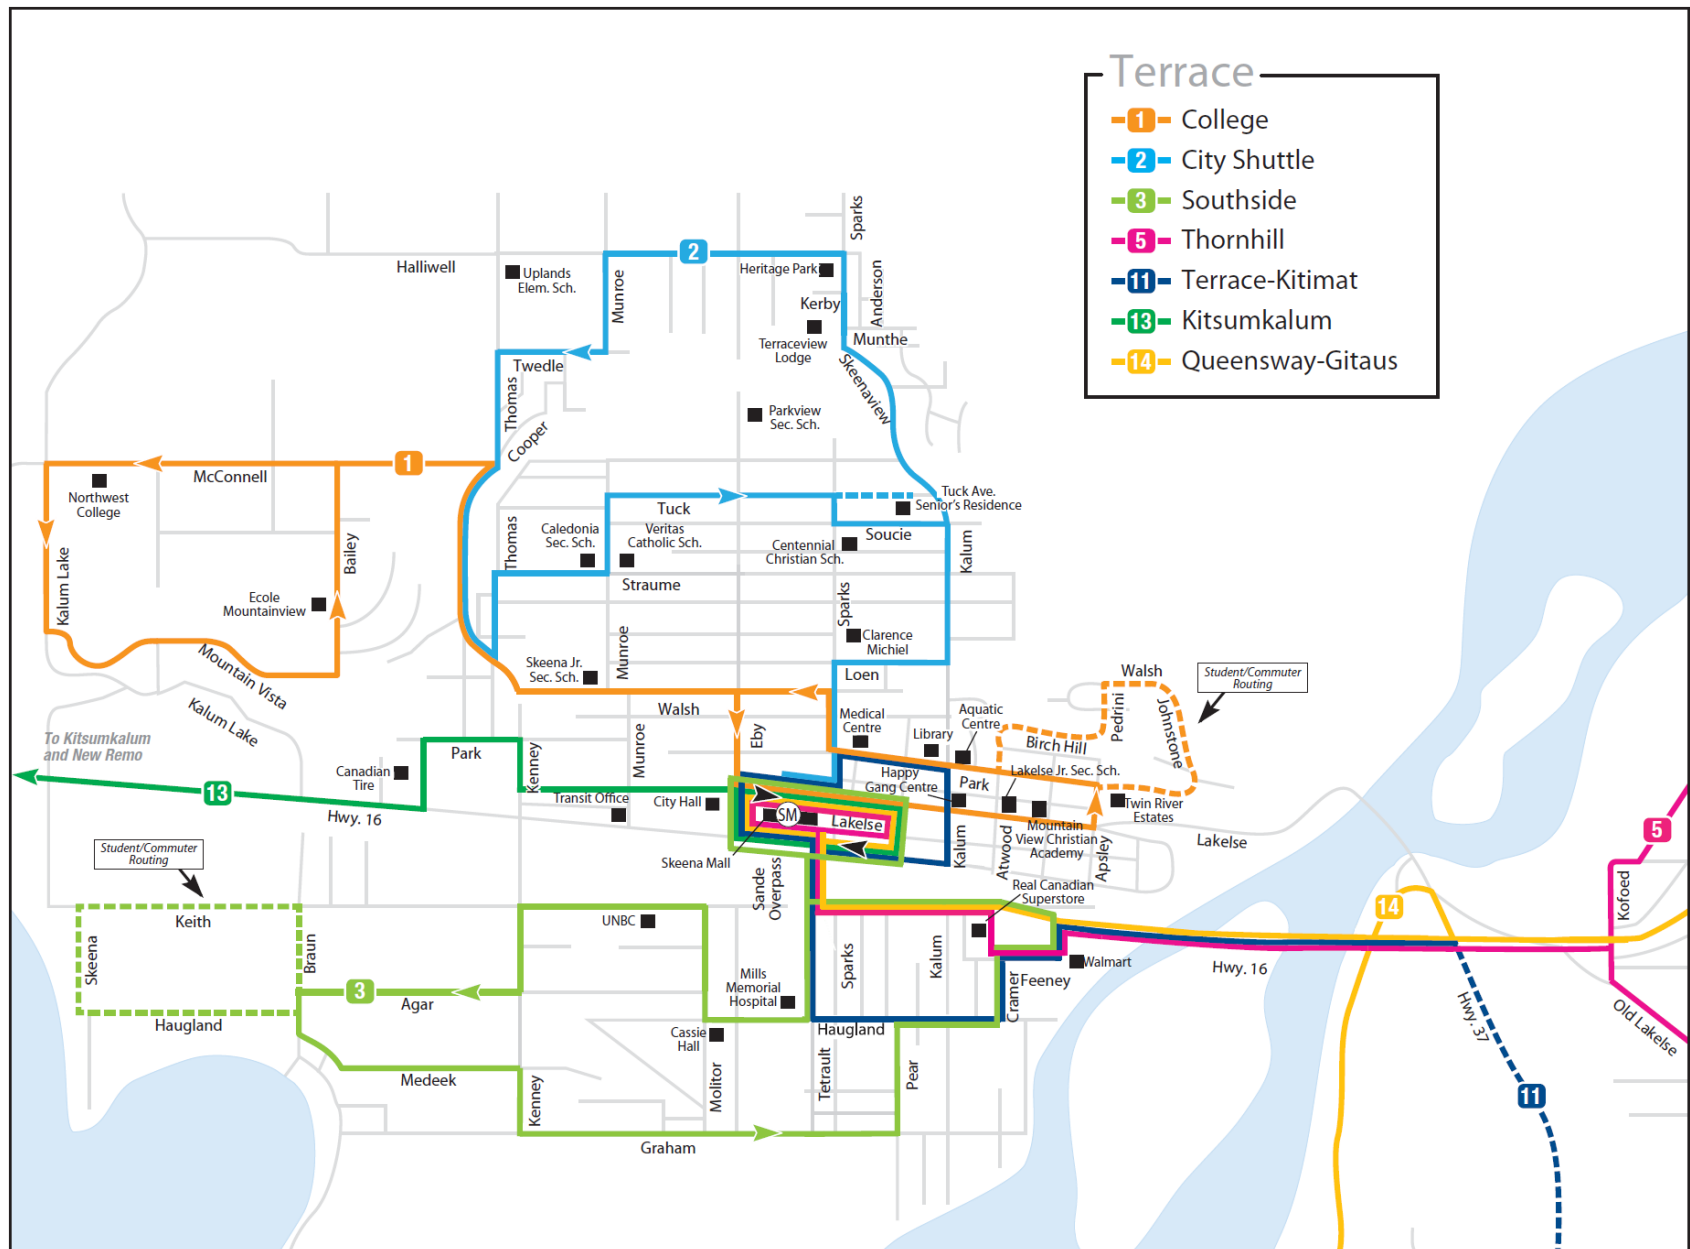 Terrace
1 College
2 City Shuttle
3 Southside
5 Thornhill
11 Terrace-Kitimat
13 Kitsumkalum
14 Queensway-Gitaus
Sparks
2
Halliwell
Uplands
Elem. Sch.
Munroe
Heritage Park
Kerby
Anderson
Terraceview
Lodge
Munthe
Twedle
Skeenaview
Thomas
Parkview
Sec. Sch.
Cooper
1
McConnell
Northwest
College
Tuck Ave.
Senior's Residence
Tuck
Thomas
Caledonia
Sec. Sch.
Veritas
Catholic Sch.
Soucie
Centennial
Christian Sch.
Kalum
Bailey
Kalum Lake
Straume
Ecole
Mountainview
Sparks
Clarence
Michiel
Munroe
Skeena Jr.
Sec. Sch.
Loen
Walsh
Student/Commuter
Routing
Mountain Vista
Kalum Lake
Walsh
Pedrini
Johnstone
Medical
Centre
Aquatic
Centre
Library
Birch Hill
Eby
To Kitsumkalum
and New Remo
Park
Munroe
Kenney
Canadian
Tire
Happy
Gang Centre
Park
Lakelse Jr. Sec. Sch.
13
Hwy. 16
Transit Office
City Hall
SM
Lakelse
Twin River
Estates
Mountain
View Christian
Academy
Kalum
Atwood
Apsley
Lakelse
Skeena Mall
Student/Commuter
Routing
Sande
Overpass
Real Canadian
Superstore
5
Kofoed
14
Keith
UNBC
Skeena
Braun
Sparks
Kalum
Walmart
Hwy. 16
Feeney
Cramer
Mills
Memorial
Hospital
3
Agar
Hwy. 37
Haugland
Haugland
Old Lakelse
Cassie
Hall
Medeek
Kenney
Molitor
Tetrault
Pear
11
Graham